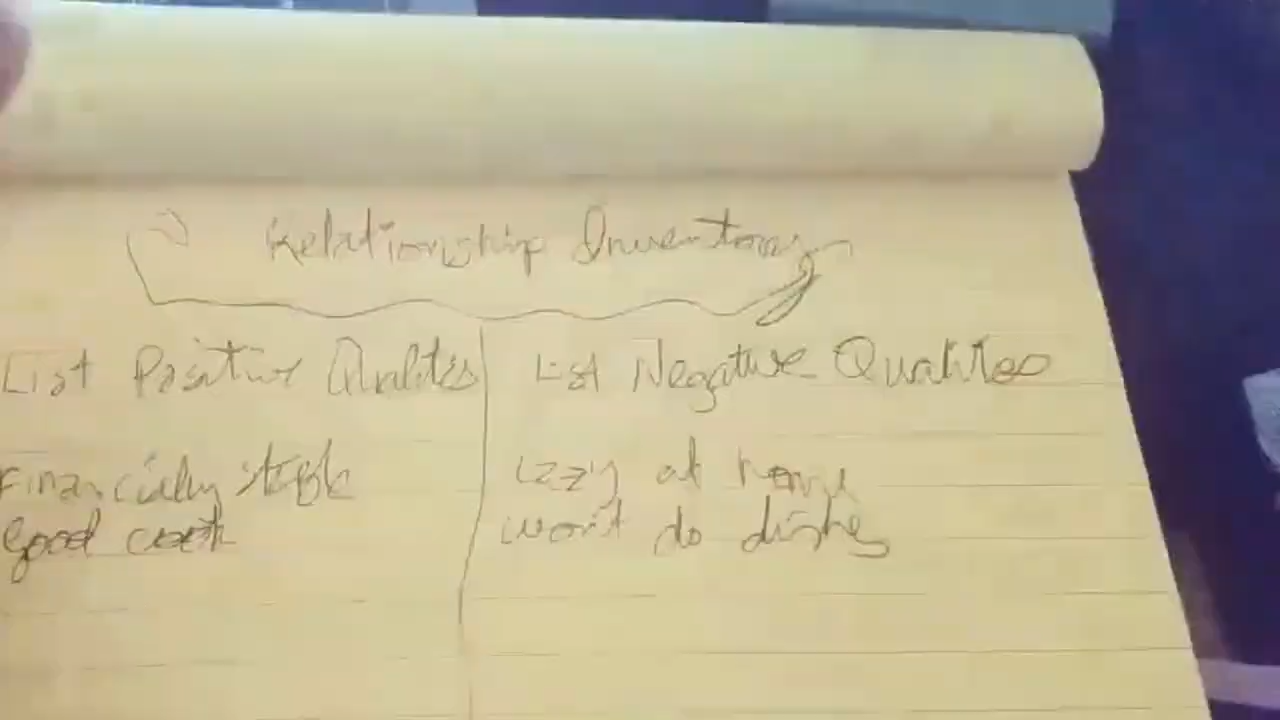 Relationship Inventory
List Positive Qualities
List Negative Qualities
Financially stable
Good cook
Lazy at home
won't do dishes